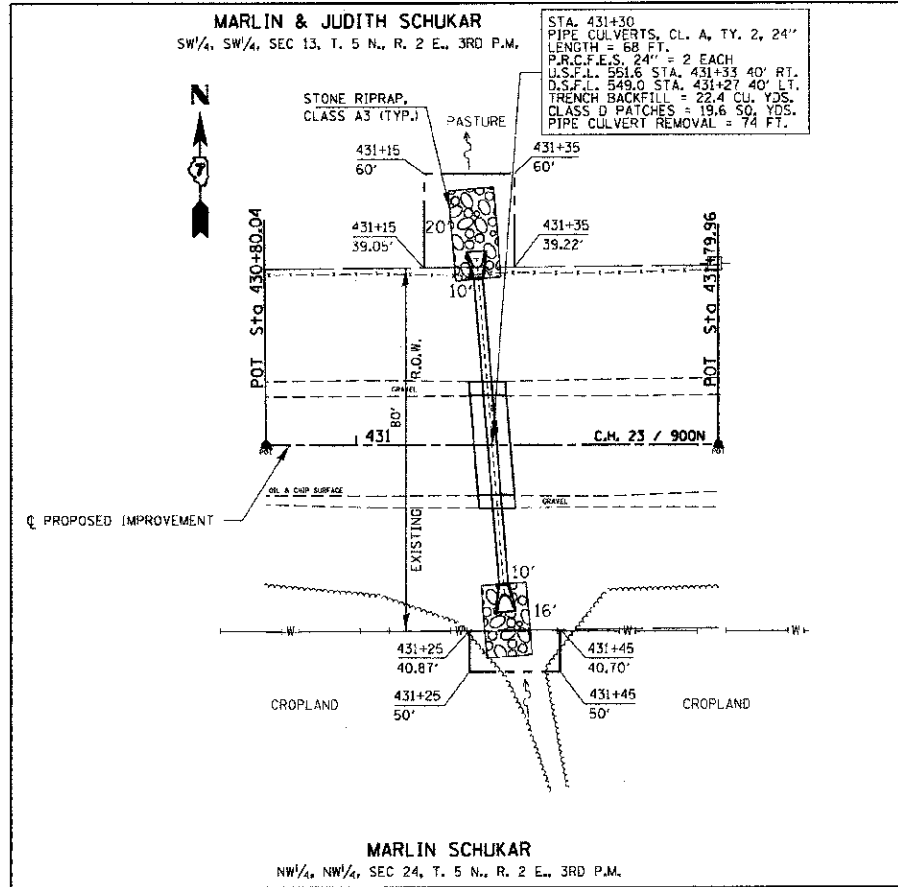 MARLIN & JUDITH SCHUKAR
SW¼, SW¼, SEC 13, T. 5 N., R. 2 E., 3RD P.M.
STA. 431+30
PIPE CULVERTS, CL. A, TY. 2, 24"
LENGTH = 68 FT.
P.R.C.F.E.S. 24" = 2 EACH
U.S.F.L. 551.6 STA. 431+33 40' RT.
D.S.F.L. 549.0 STA. 431+27 40' LT.
TRENCH BACKFILL = 22.4 CU. YDS.
CLASS D PATCHES = 19.6 SQ. YDS.
PIPE CULVERT REMOVAL = 74 FT.
N
7
STONE RIPRAP,
CLASS A3 (TYP.)
PASTURE
431+15
60'
431+35
60'
431+15
39.05'
20'
431+35
39.22'
10'
POT Sta 430+80.04
POT Sta 431+79.96
EXISTING 80' R.O.W.
GRAVEL
431
C.H. 23 / 900N
POT
POT
OIL & CHIP SURFACE
GRAVEL
℄ PROPOSED IMPROVEMENT
10'
16'
W
W
W
W
431+25
40.87'
431+45
40.70'
431+25
50'
431+45
50'
CROPLAND
CROPLAND
MARLIN SCHUKAR
NW¼, NW¼, SEC 24, T. 5 N., R. 2 E., 3RD P.M.